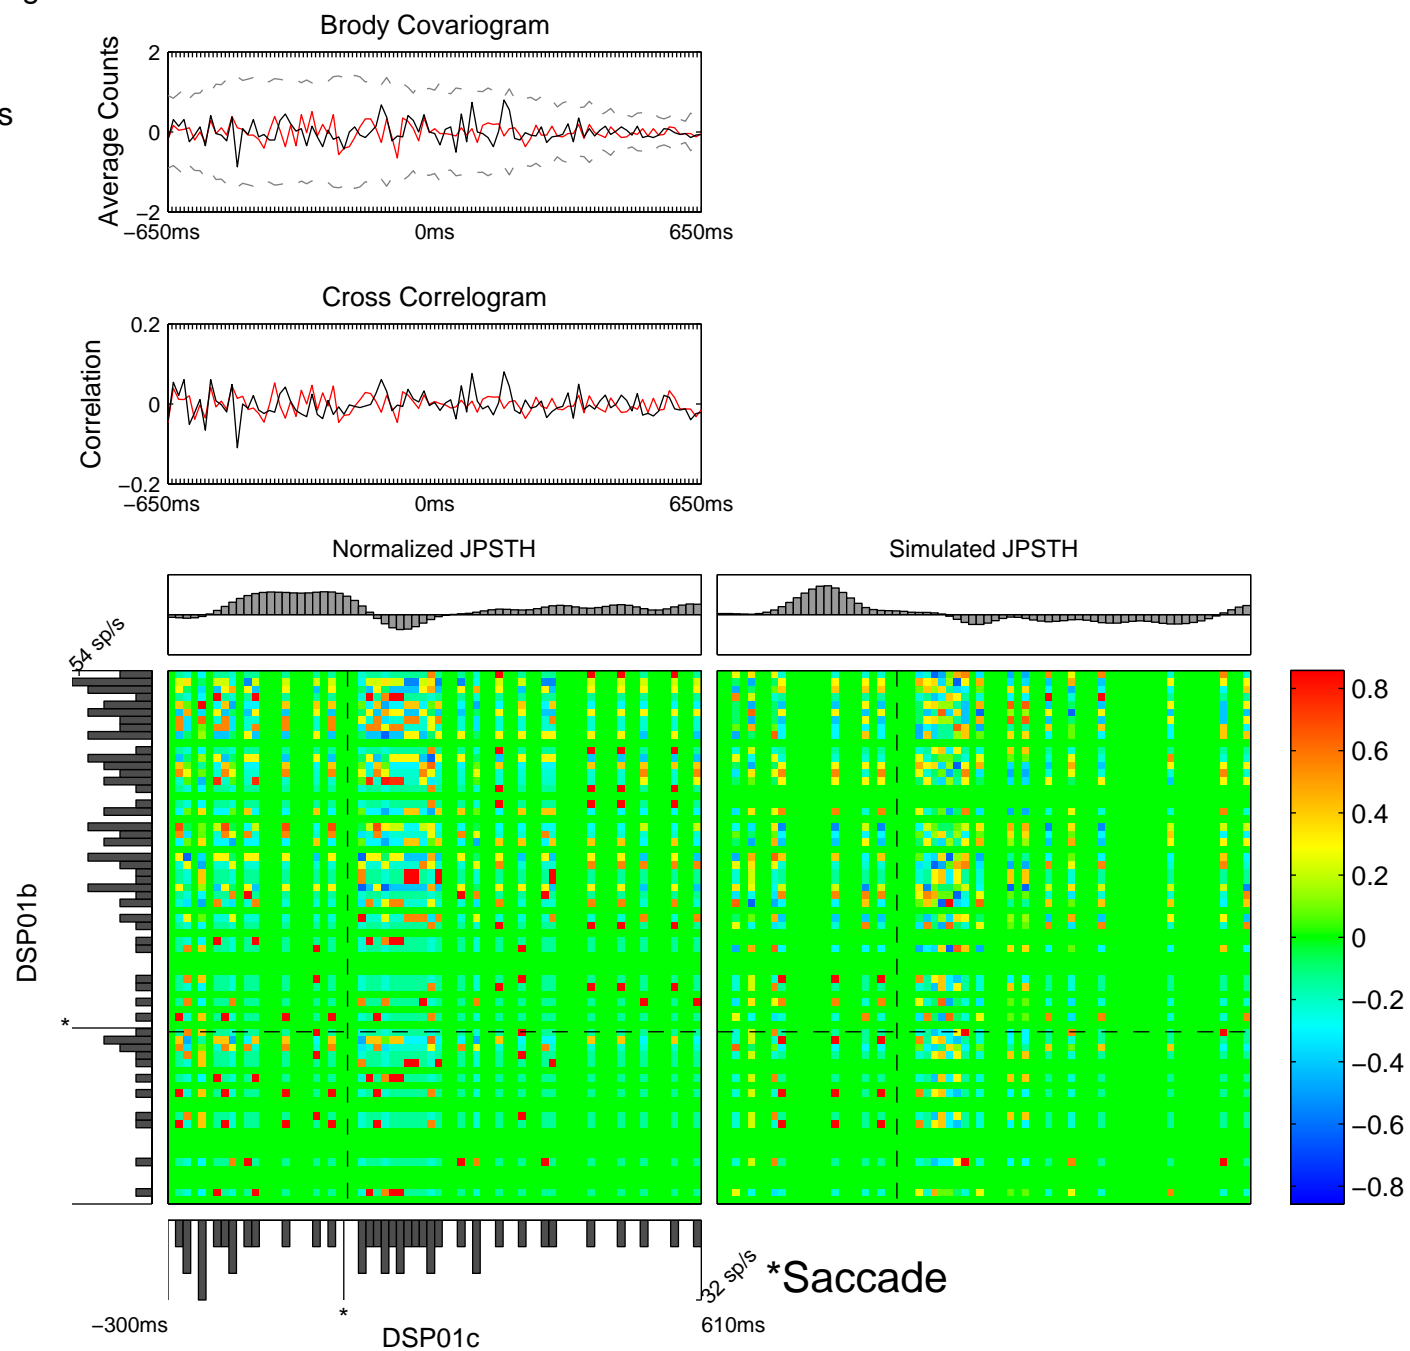 g
s
Brody Covariogram
Average Counts
2
0
−2
−650ms 0ms 650ms
Cross Correlogram
Correlation
0.2
0
−0.2
−650ms 0ms 650ms
Normalized JPSTH
Simulated JPSTH
54 sp/s
DSP01b
*
0.8
0.6
0.4
0.2
0
−0.2
−0.4
−0.6
−0.8
32 sp/s
*Saccade
*
−300ms
DSP01c
610ms